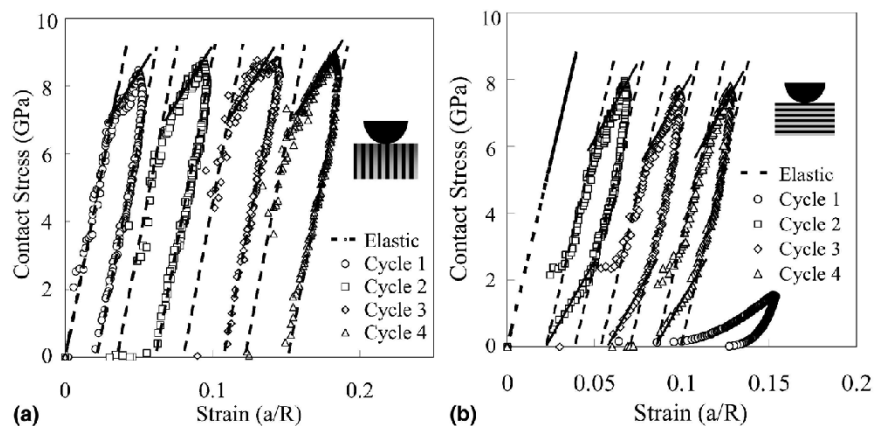 10
8
6
4
2
0
Contact Stress (GPa)
Elastic
Cycle 1
Cycle 2
Cycle 3
Cycle 4
0
0.1
0.2
(a)
Strain (a/R)
10
8
6
4
2
0
Contact Stress (GPa)
Elastic
Cycle 1
Cycle 2
Cycle 3
Cycle 4
0
0.05
0.1
0.15
0.2
(b)
Strain (a/R)